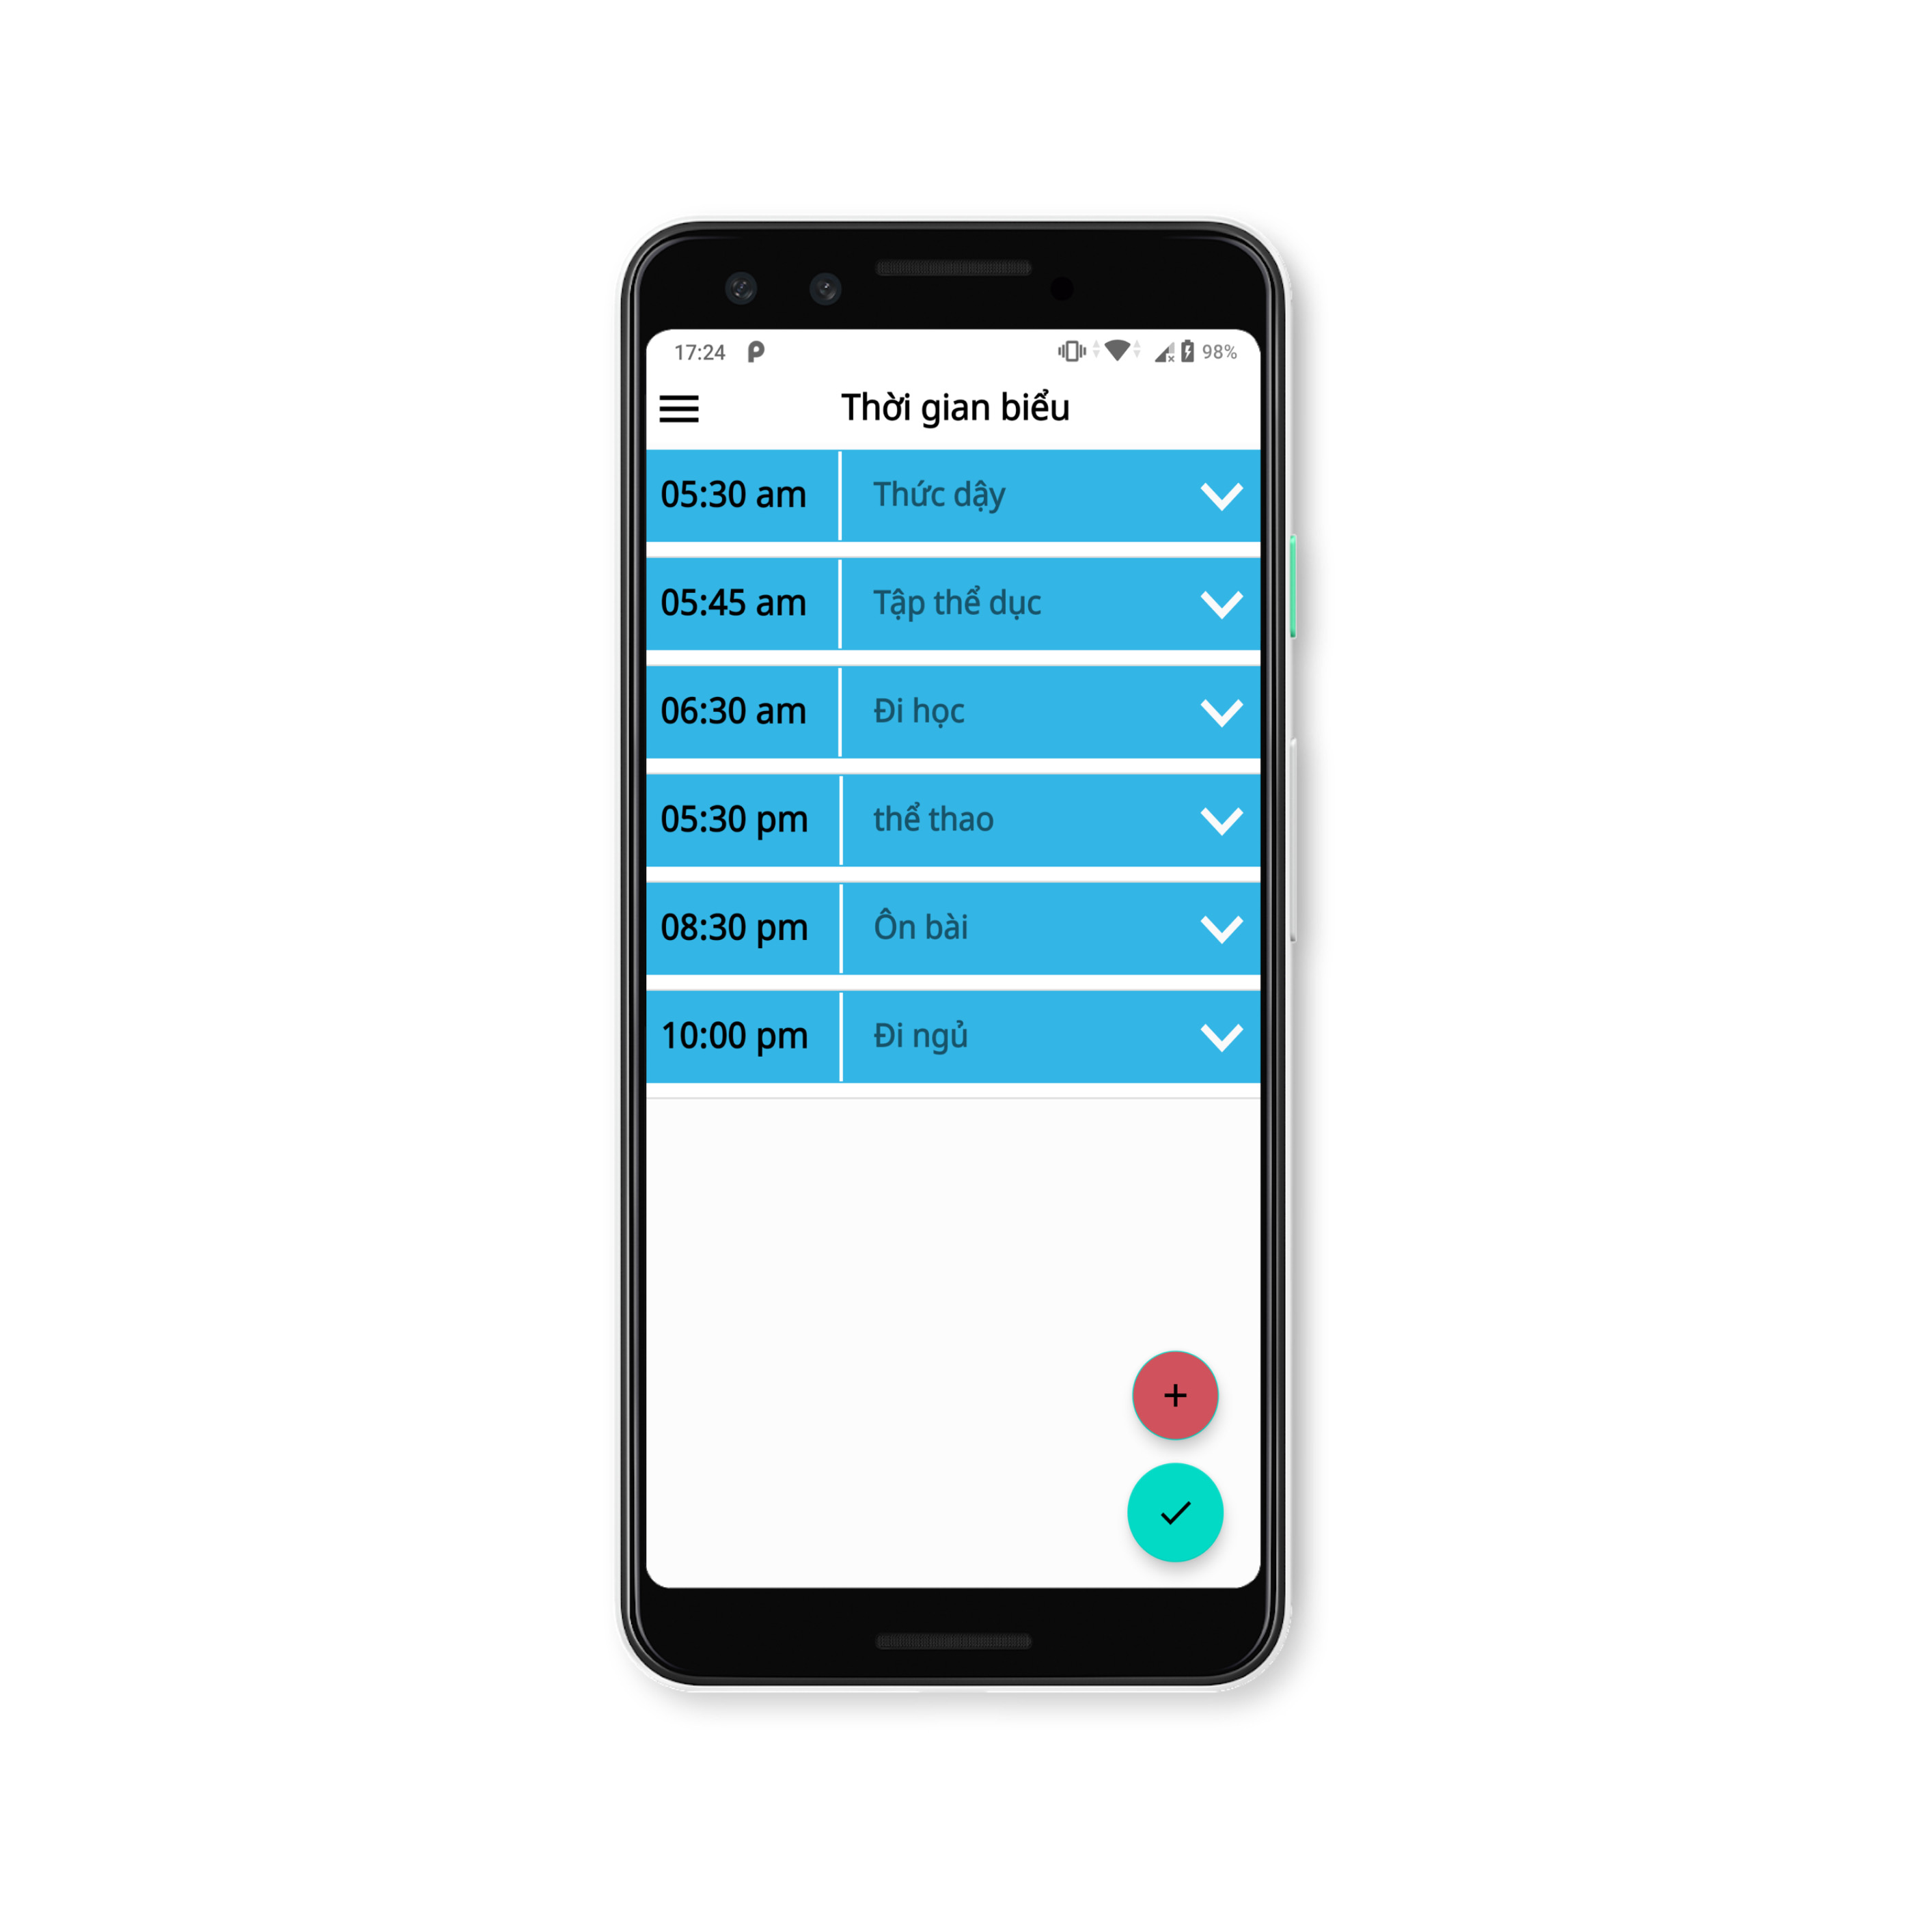 17:24 98%
Thời gian biểu
05:30 am Thức dậy
05:45 am Tập thể dục
06:30 am Đi học
05:30 pm thể thao
08:30 pm Ôn bài
10:00 pm Đi ngủ